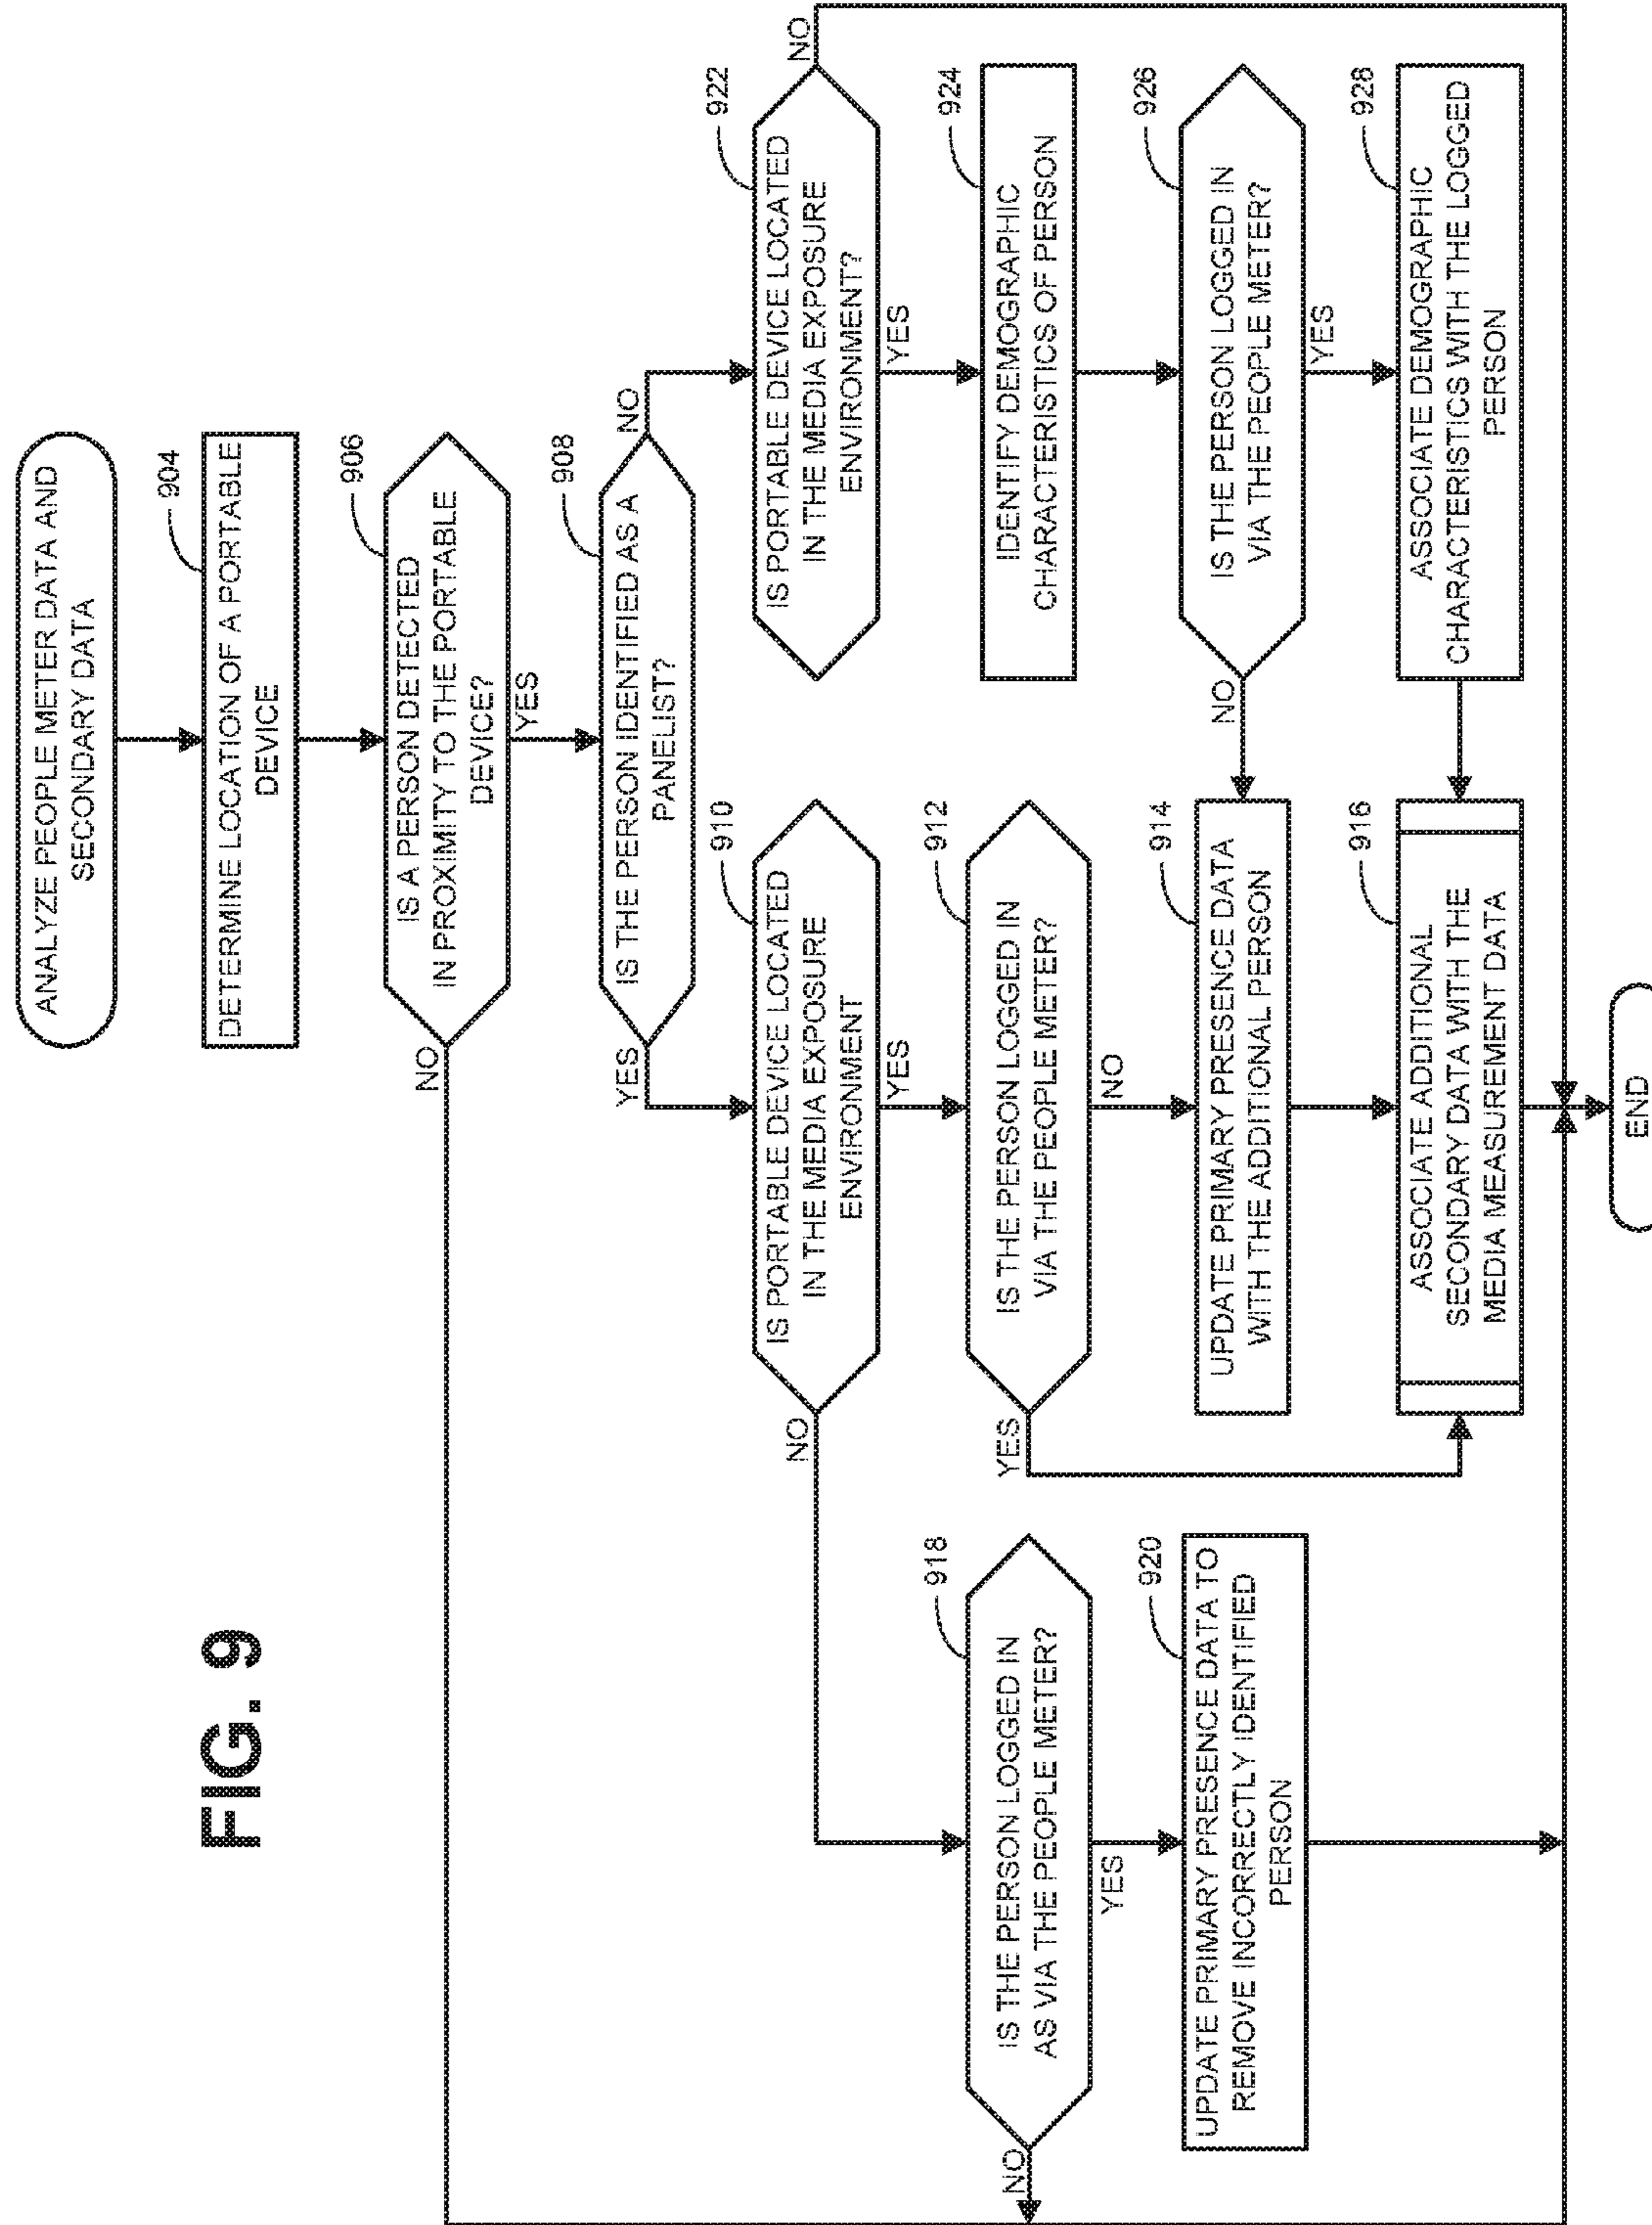 FIG. 9
ANALYZE PEOPLE METER DATA AND
SECONDARY DATA
904
DETERMINE LOCATION OF A PORTABLE
DEVICE
906
IS A PERSON DETECTED
IN PROXIMITY TO THE PORTABLE
DEVICE?
NO
YES
908
IS THE PERSON IDENTIFIED AS A
PANELIST?
YES
NO
910
IS PORTABLE DEVICE LOCATED
IN THE MEDIA EXPOSURE
ENVIRONMENT
NO
YES
922
IS PORTABLE DEVICE LOCATED
IN THE MEDIA EXPOSURE
ENVIRONMENT?
NO
YES
918
IS THE PERSON LOGGED IN
AS VIA THE PEOPLE METER?
NO
YES
912
IS THE PERSON LOGGED IN
VIA THE PEOPLE METER?
YES
NO
924
IDENTIFY DEMOGRAPHIC
CHARACTERISTICS OF PERSON
920
UPDATE PRIMARY PRESENCE DATA TO
REMOVE INCORRECTLY IDENTIFIED
PERSON
914
UPDATE PRIMARY PRESENCE DATA
WITH THE ADDITIONAL PERSON
926
IS THE PERSON LOGGED IN
VIA THE PEOPLE METER?
NO
YES
916
ASSOCIATE ADDITIONAL
SECONDARY DATA WITH THE
MEDIA MEASUREMENT DATA
928
ASSOCIATE DEMOGRAPHIC
CHARACTERISTICS WITH THE LOGGED
PERSON
END